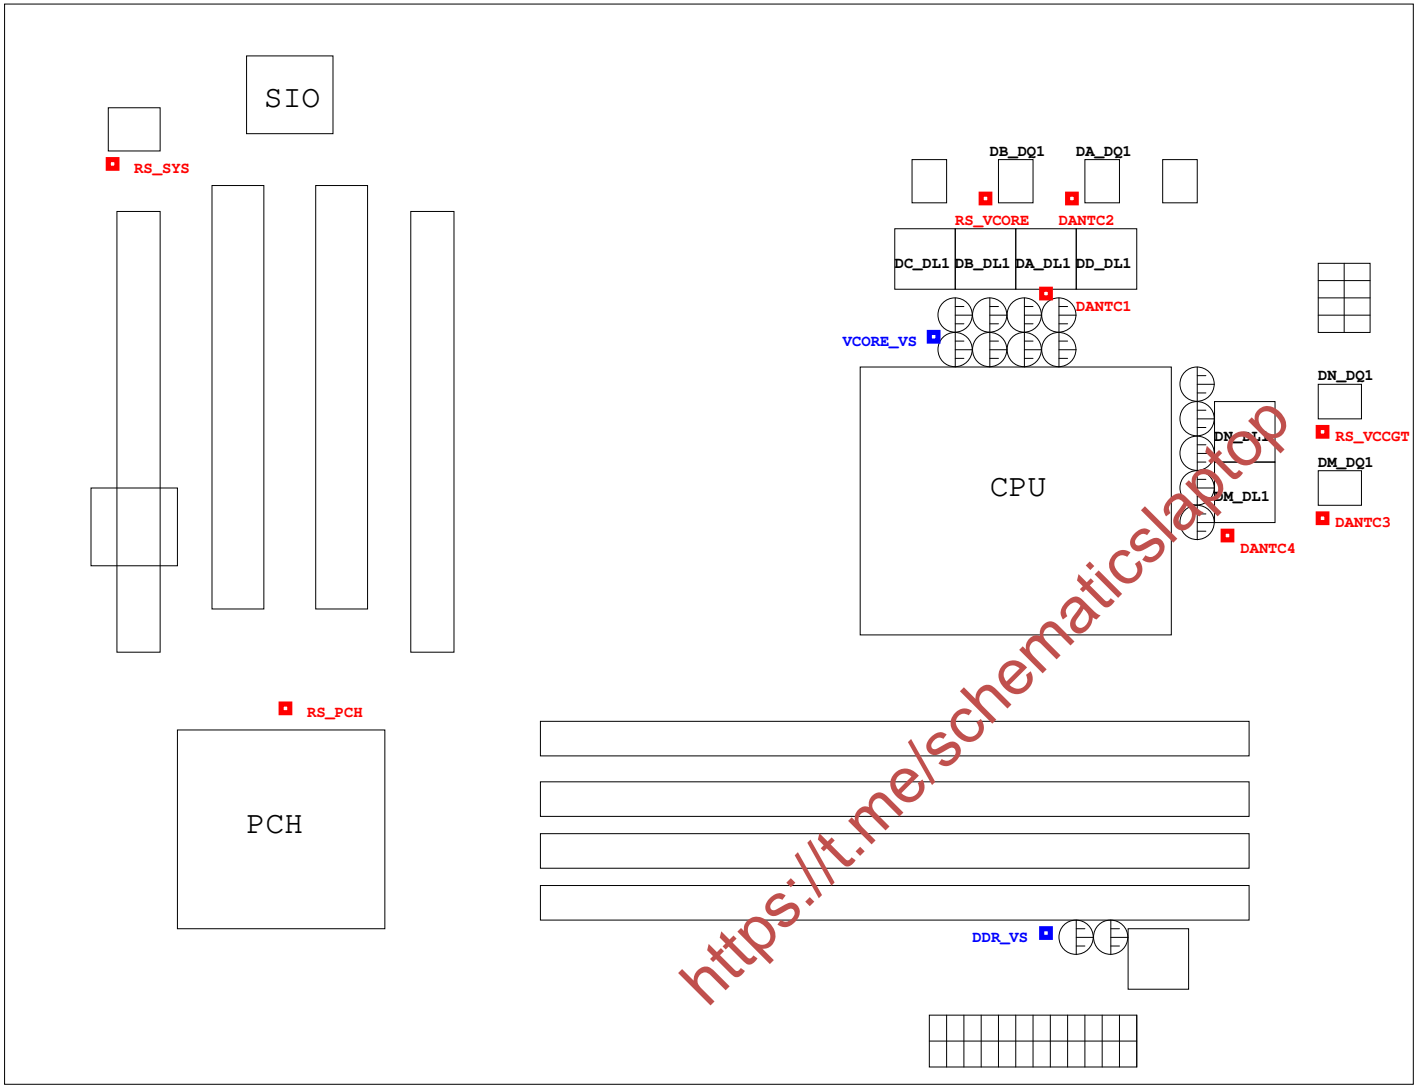 SIO
RS_SYS
DB_DQ1
DA_DQ1
RS_VCORE
DANTC2
DC_DL1
DB_DL1
DA_DL1
DD_DL1
DANTC1
VCORE_VS
DN_DQ1
RS_VCCGT
DN_DL1
DM_DQ1
CPU
DM_DL1
DANTC3
DANTC4
RS_PCH
PCH
DDR_VS
https://t.me/schematicslaptop